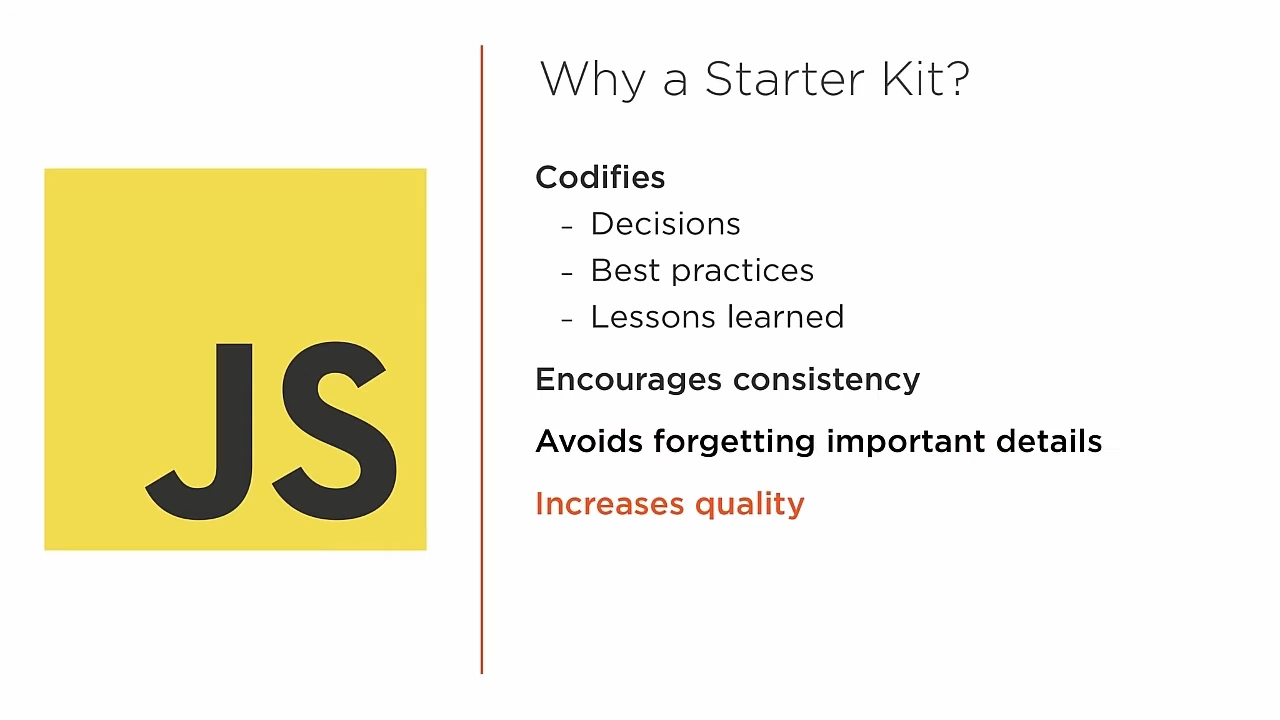 Why a Starter Kit?
JS
Codifies
- Decisions
- Best practices
- Lessons learned
Encourages consistency
Avoids forgetting important details
Increases quality